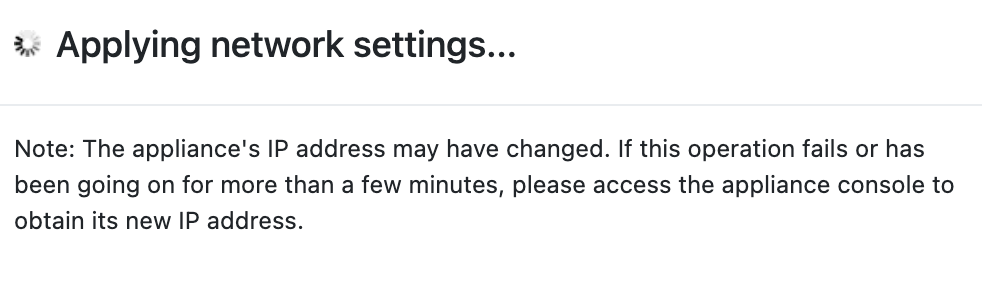 Applying network settings...
Note: The appliance's IP address may have changed. If this operation fails or has
been going on for more than a few minutes, please access the appliance console to
obtain its new IP address.